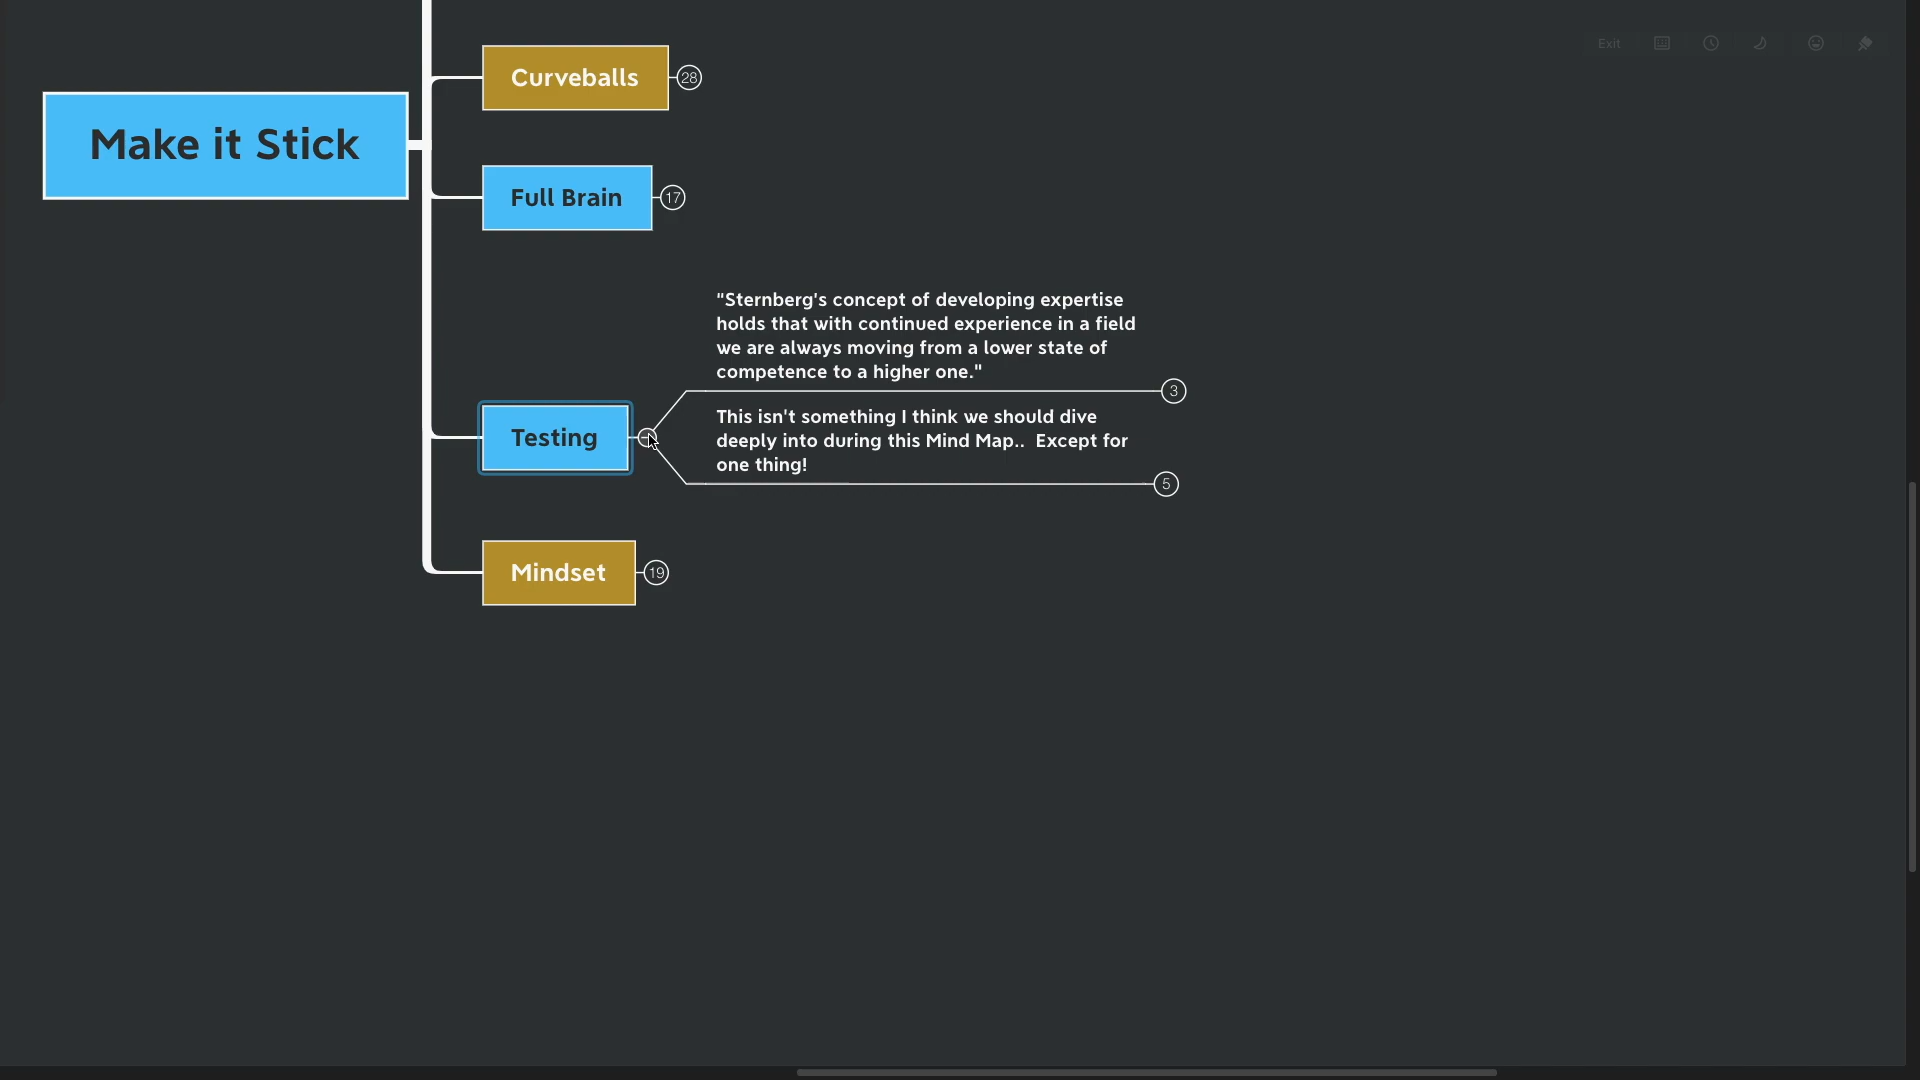 Exit
Curveballs
28
Make it Stick
Full Brain
17
"Sternberg's concept of developing expertise
holds that with continued experience in a field
we are always moving from a lower state of
competence to a higher one."
3
This isn't something I think we should dive
deeply into during this Mind Map..  Except for
one thing!
5
Testing
Mindset
19